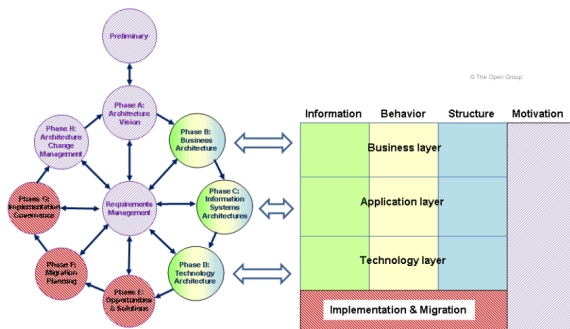 Preliminary
Phase A:
Architecture
Vision
Phase B:
Business
Architecture
Phase C:
Information
Systems
Architectures
Phase D:
Technology
Architecture
Phase E:
Opportunities
& Solutions
Phase F:
Migration
Planning
Phase G:
Implementation
Governance
Phase H:
Architecture
Change
Management
Requirements
Management
© The Open Group
Information Behavior Structure Motivation
Business layer
Application layer
Technology layer
Implementation & Migration